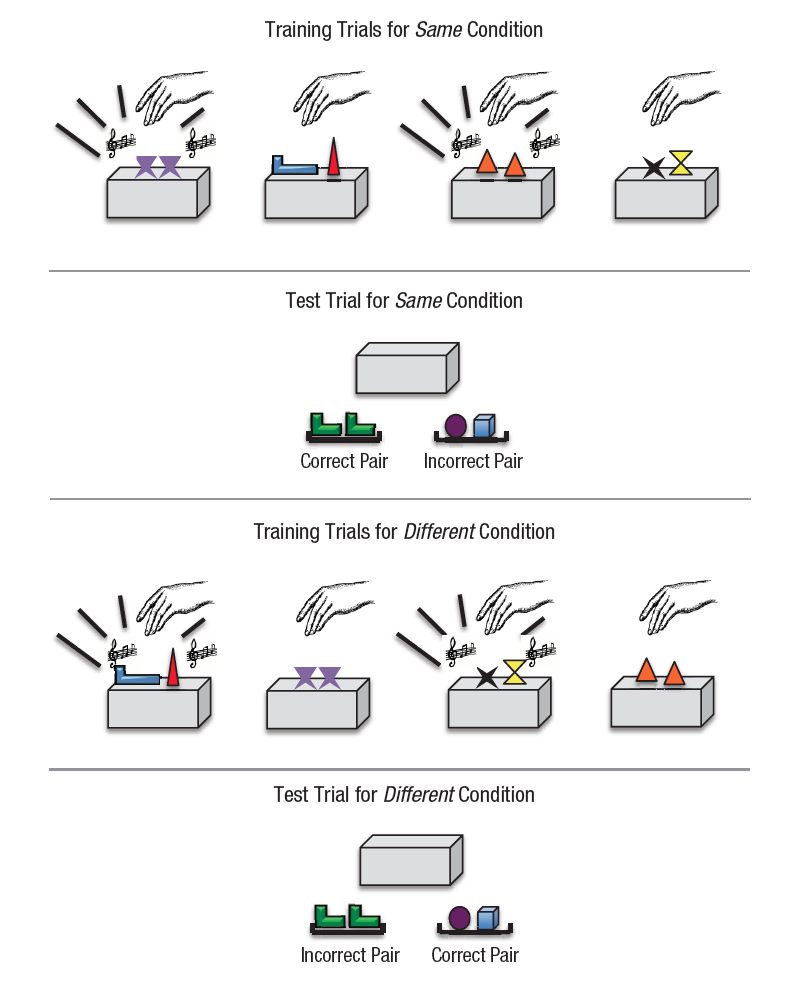 Training Trials for Same Condition
Test Trial for Same Condition
Correct Pair
Incorrect Pair
Training Trials for Different Condition
Test Trial for Different Condition
Incorrect Pair
Correct Pair